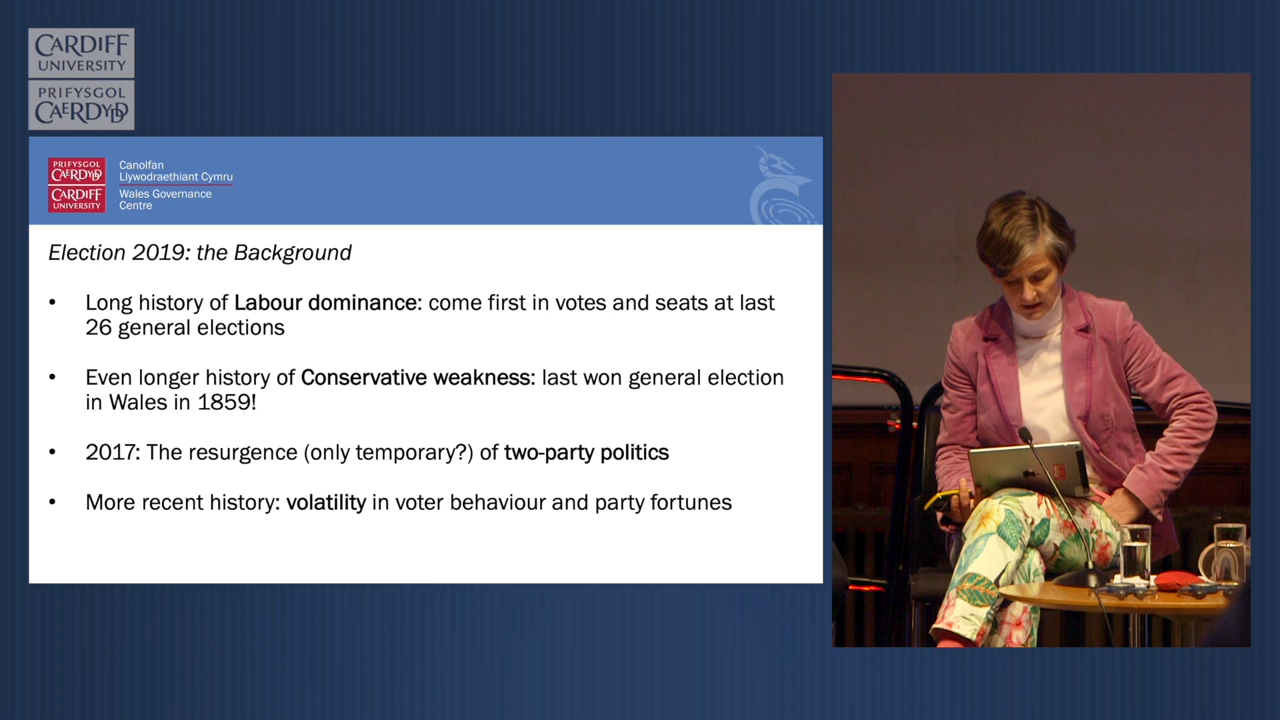 CARDIFF
UNIVERSITY
PRIFYSGOL
CAERDYDD
PRIFYSGOL
CAERDYDD
CARDIFF
UNIVERSITY
Canolfan
Llywodraethiant Cymru
Wales Governance
Centre
Election 2019: the Background
• Long history of Labour dominance: come first in votes and seats at last
26 general elections
• Even longer history of Conservative weakness: last won general election
in Wales in 1859!
• 2017: The resurgence (only temporary?) of two-party politics
• More recent history: volatility in voter behaviour and party fortunes